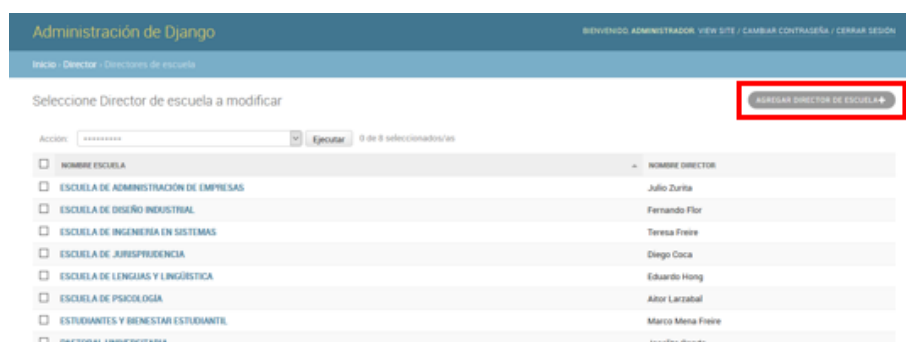 Administración de Django
BIENVENIDO, ADMINISTRADOR. VIEW SITE / CAMBIAR CONTRASEÑA / CERRAR SESIÓN
Inicio › Director › Directores de escuela
Seleccione Director de escuela a modificar
AGREGAR DIRECTOR DE ESCUELA +
Acción: --------- Ejecutar 0 de 8 seleccionados/as
NOMBRE ESCUELA NOMBRE DIRECTOR
ESCUELA DE ADMINISTRACIÓN DE EMPRESAS Julio Zurita
ESCUELA DE DISEÑO INDUSTRIAL Fernando Flor
ESCUELA DE INGENIERÍA EN SISTEMAS Teresa Freire
ESCUELA DE JURISPRUDENCIA Diego Coca
ESCUELA DE LENGUAS Y LINGÜÍSTICA Eduardo Hong
ESCUELA DE PSICOLOGÍA Aitor Larzabal
ESTUDIANTES Y BIENESTAR ESTUDIANTIL Marco Mena Freire
PASTORAL UNIVERSITARIA